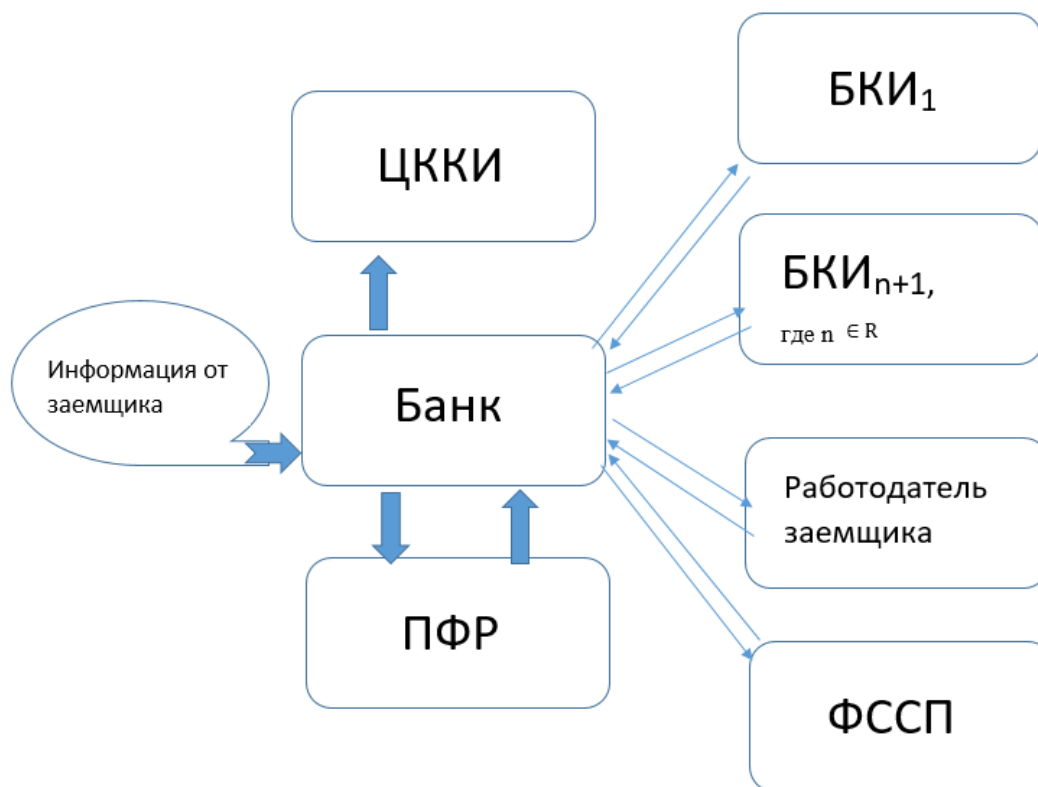 БКИ₁
ЦККИ
БКИₙ₊₁,
где n ∈ R
Информация от
заемщика
Банк
Работодатель
заемщика
ПФР
ФССП